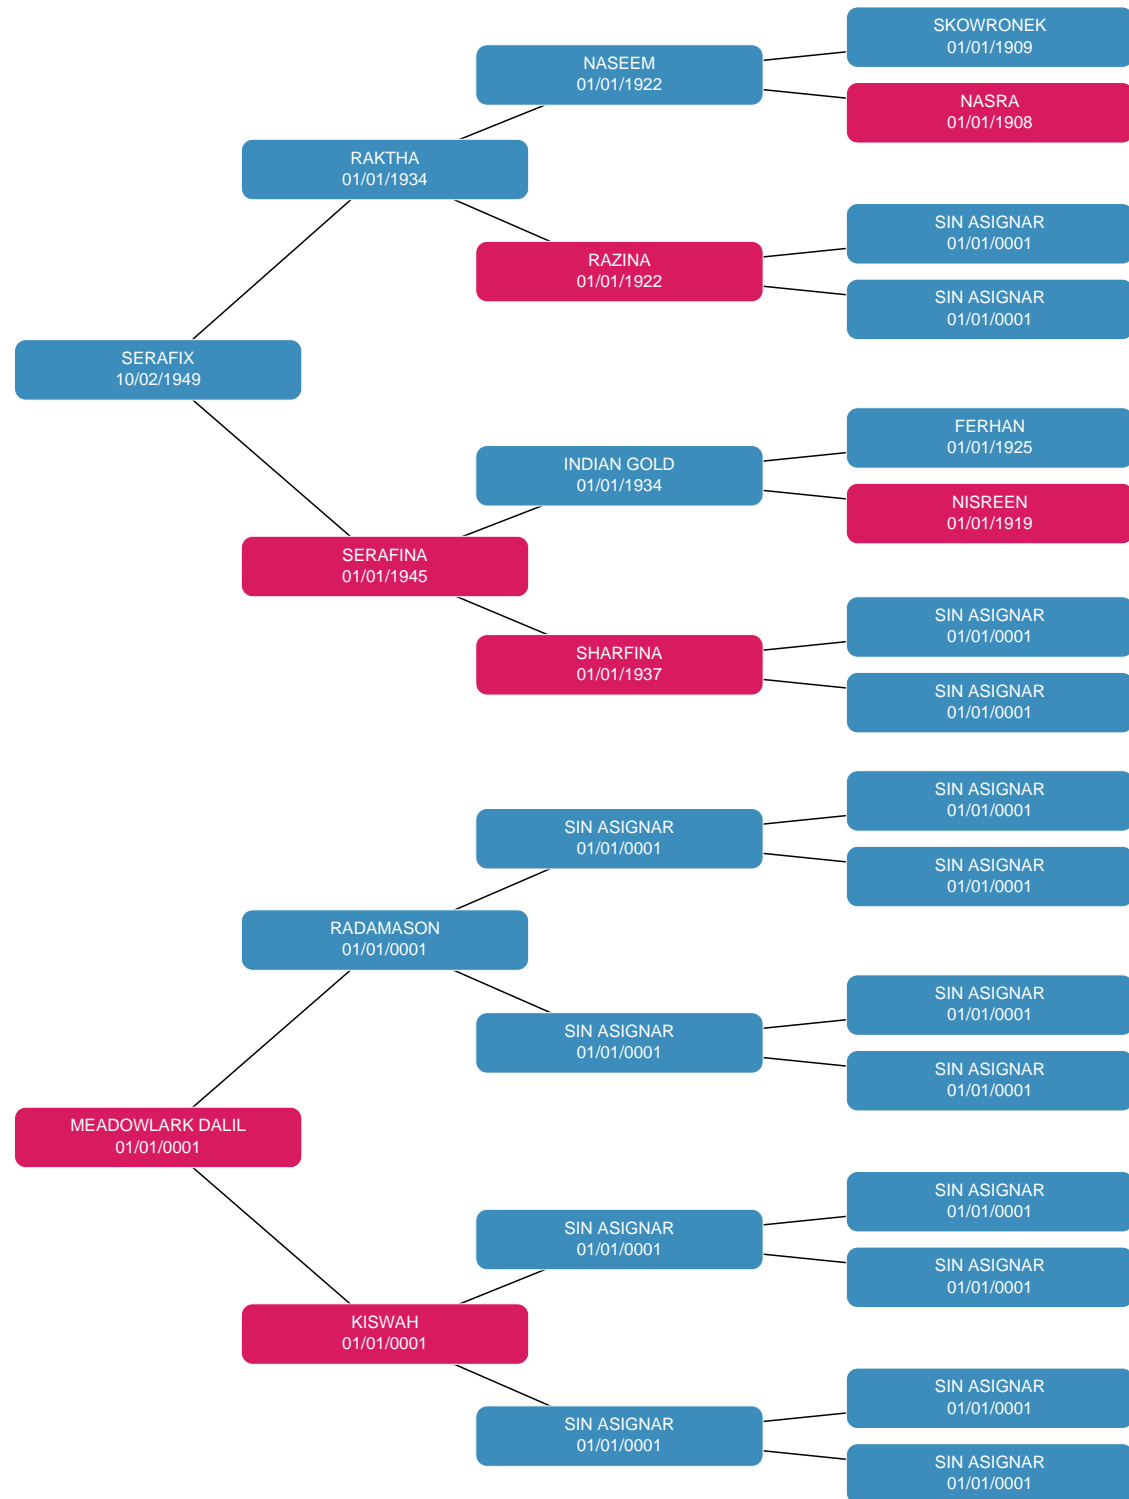 SKOWRONEK
01/01/1909
NASEEM
01/01/1922
NASRA
01/01/1908
RAKTHA
01/01/1934
SIN ASIGNAR
01/01/0001
RAZINA
01/01/1922
SIN ASIGNAR
01/01/0001
SERAFIX
10/02/1949
FERHAN
01/01/1925
INDIAN GOLD
01/01/1934
NISREEN
01/01/1919
SERAFINA
01/01/1945
SIN ASIGNAR
01/01/0001
SHARFINA
01/01/1937
SIN ASIGNAR
01/01/0001
SIN ASIGNAR
01/01/0001
SIN ASIGNAR
01/01/0001
SIN ASIGNAR
01/01/0001
RADAMASON
01/01/0001
SIN ASIGNAR
01/01/0001
SIN ASIGNAR
01/01/0001
SIN ASIGNAR
01/01/0001
MEADOWLARK DALIL
01/01/0001
SIN ASIGNAR
01/01/0001
SIN ASIGNAR
01/01/0001
SIN ASIGNAR
01/01/0001
KISWAH
01/01/0001
SIN ASIGNAR
01/01/0001
SIN ASIGNAR
01/01/0001
SIN ASIGNAR
01/01/0001